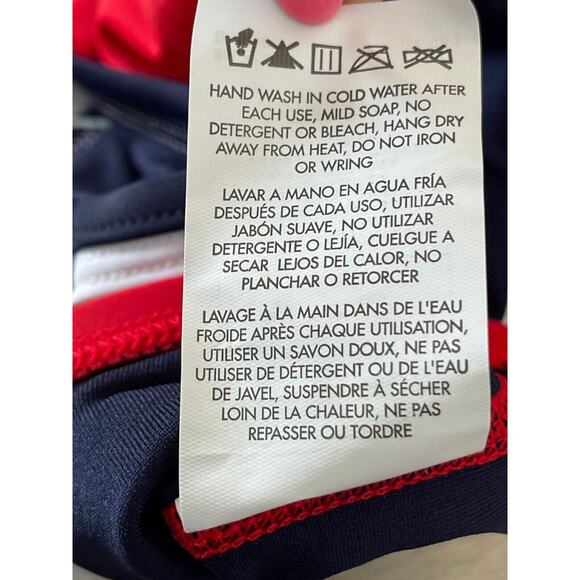 HAND WASH IN COLD WATER AFTER
EACH USE, MILD SOAP, NO
DETERGENT OR BLEACH, HANG DRY
AWAY FROM HEAT, DO NOT IRON
OR WRING
LAVAR A MANO EN AGUA FRÍA
DESPUÉS DE CADA USO, UTILIZAR
JABÓN SUAVE, NO UTILIZAR
DETERGENTE O LEJÍA, CUELGUE A
SECAR LEJOS DEL CALOR, NO
PLANCHAR O RETORCER
LAVAGE À LA MAIN DANS DE L'EAU
FROIDE APRÈS CHAQUE UTILISATION,
UTILISER UN SAVON DOUX, NE PAS
UTILISER DE DÉTERGENT OU DE L'EAU
DE JAVEL, SUSPENDRE À SÉCHER
LOIN DE LA CHALEUR, NE PAS
REPASSER OU TORDRE